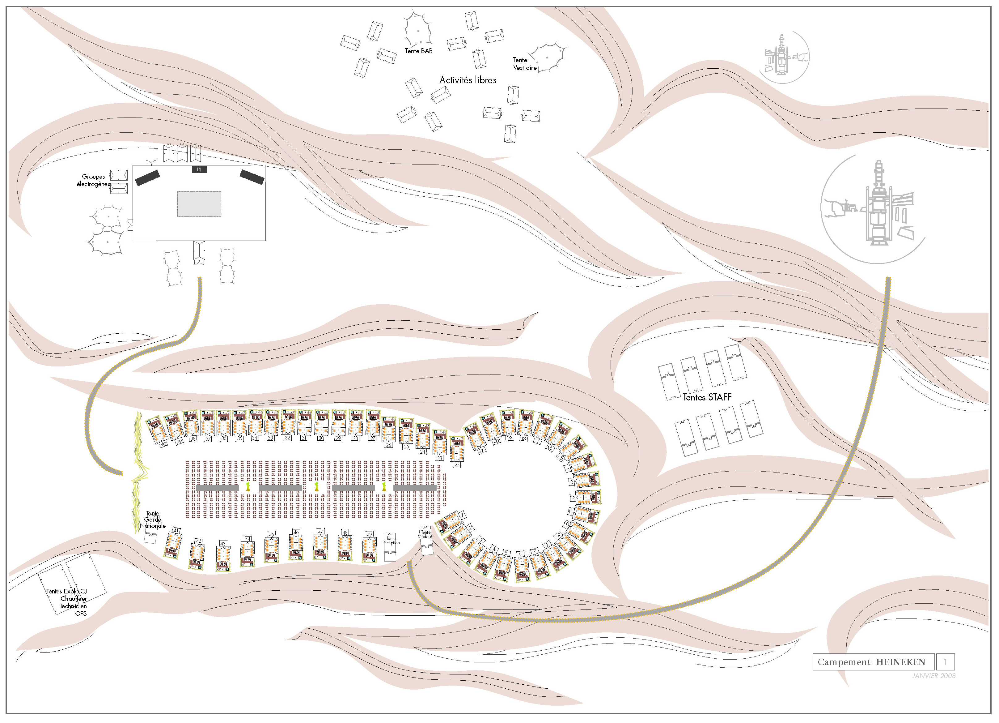 Tente BAR
Tente
Vestiaire
Activités libres
DJ
Groupes
électrogènes
Tentes STAFF
40
39
38
37
36
35
34
33
32
31
30
29
28
27
26
25
24
23
22
21
20
19
18
17
16
15
14
13
12
11
10
9
8
7
6
5
4
3
2
1
Tente
Garde
Nationale
41
42
43
44
45
46
47
48
49
Tente
Réception
Tente
Médean
Tentes Explo CJ
Chauffeur
Technicien
OPS
Campement HEINEKEN
1
JANVIER 2008